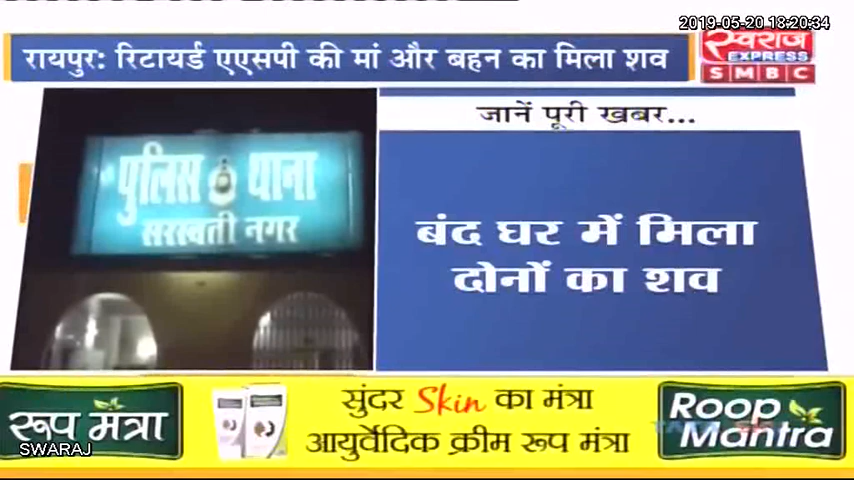 2019-05-20 18:20:34
रायपुर: रिटायर्ड एएसपी की मां और बहन का मिला शव
स्वराज
EXPRESS
SMBC
जानें पूरी खबर...
पुलिस थाना
सरस्वती नगर
बंद घर में मिला
दोनों का शव
रूप मंत्रा
सुंदर Skin का मंत्रा
आयुर्वेदिक क्रीम रूप मंत्रा
Roop
Mantra
SWARAJ